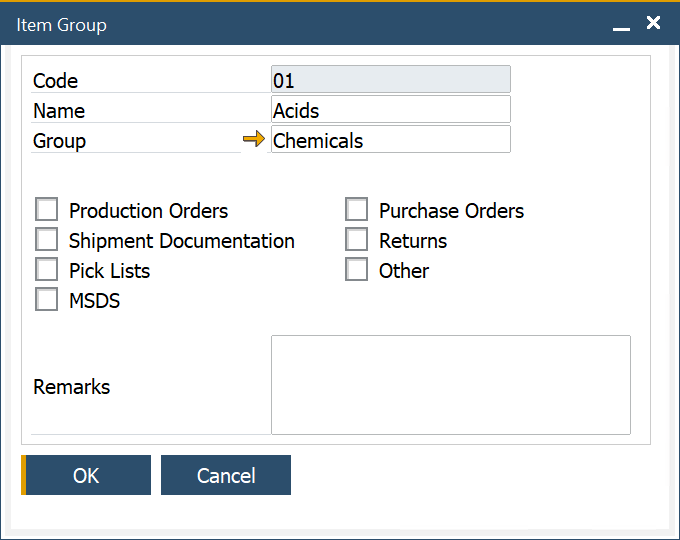 Item Group
Code 01
Name Acids
Group Chemicals
Production Orders Purchase Orders
Shipment Documentation Returns
Pick Lists Other
MSDS
Remarks
OK Cancel